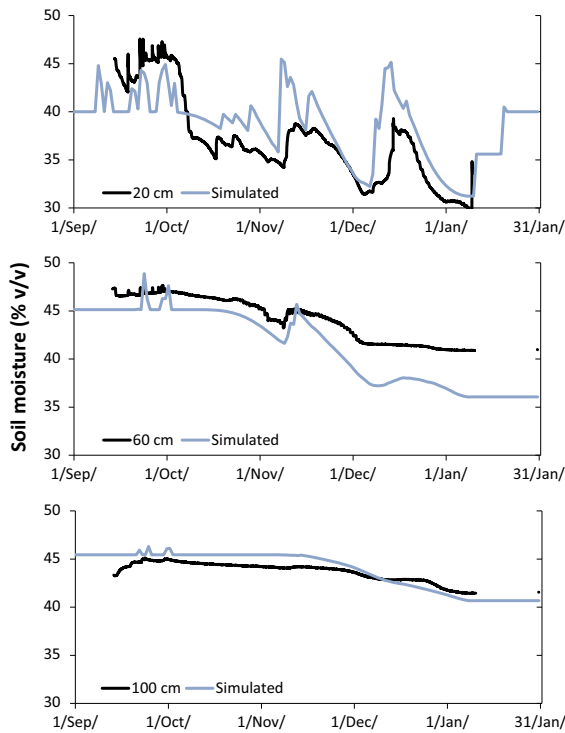 50
45
40
35
30
20 cm Simulated
1/Sep/ 1/Oct/ 1/Nov/ 1/Dec/ 1/Jan/ 31/Jan/
Soil moisture (% v/v)
50
45
40
35
30
60 cm Simulated
1/Sep/ 1/Oct/ 1/Nov/ 1/Dec/ 1/Jan/ 31/Jan/
50
45
40
35
30
100 cm Simulated
1/Sep/ 1/Oct/ 1/Nov/ 1/Dec/ 1/Jan/ 31/Jan/